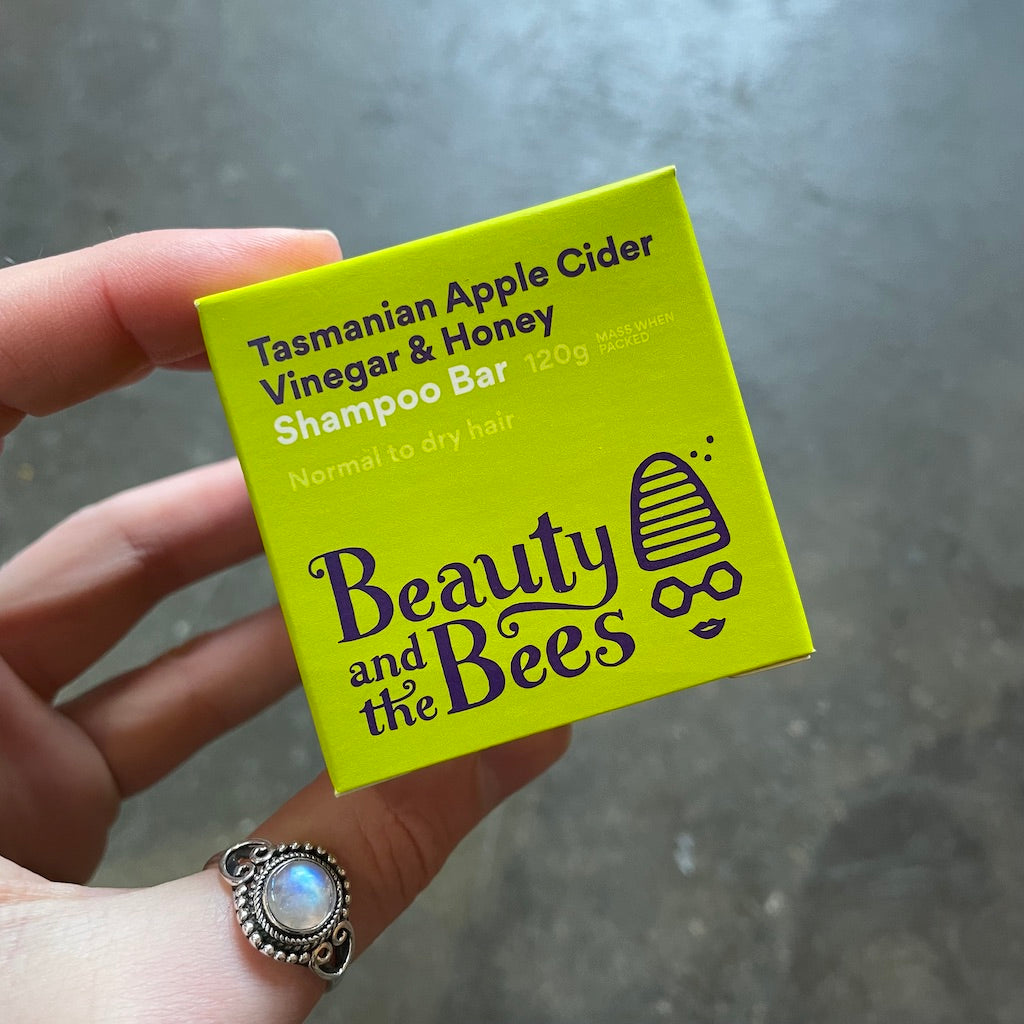 Tasmanian Apple Cider
Vinegar & Honey
Shampoo Bar 120g MASS WHEN
PACKED
Normal to dry hair
Beauty
and
the Bees